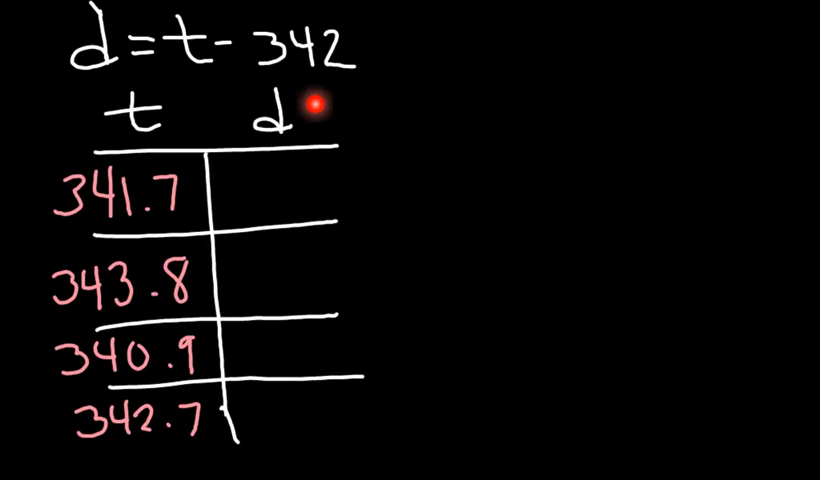 d = t - 342
t d
341.7
343.8
340.9
342.7